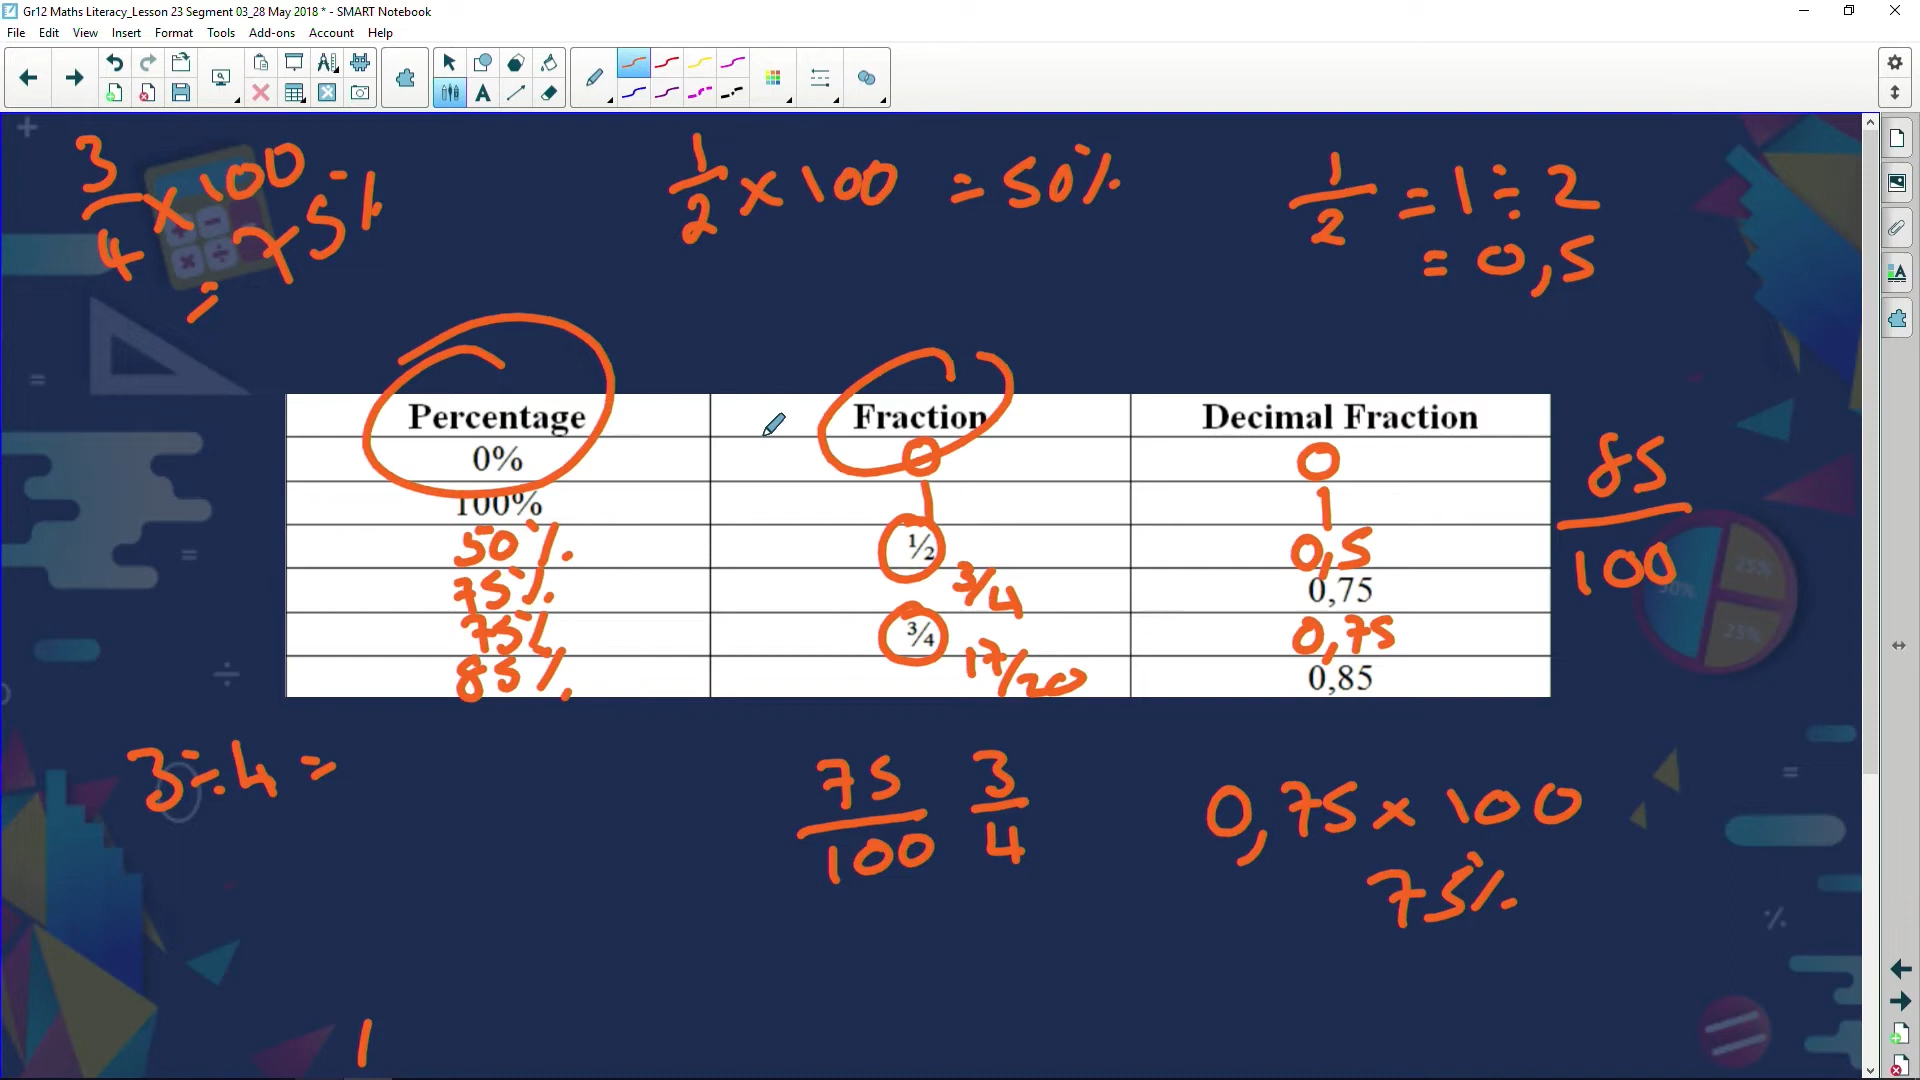 Gr12 Maths Literacy_Lesson 23 Segment 03_28 May 2018 * - SMART Notebook
File Edit View Insert Format Tools Add-ons Account Help
3/4 × 100
= 75%
1/2 × 100 = 50%
1/2 = 1 ÷ 2
= 0,5
Percentage Fraction Decimal Fraction
0% 0 0
100% 1 1
50% ½ 0,5
75% 3/4 0,75
75% ¾ 0,75
85% 17/20 0,85
85/100
3 ÷ 4 =
75/100 3/4
0,75 × 100
75%
1
50%
25%
25%